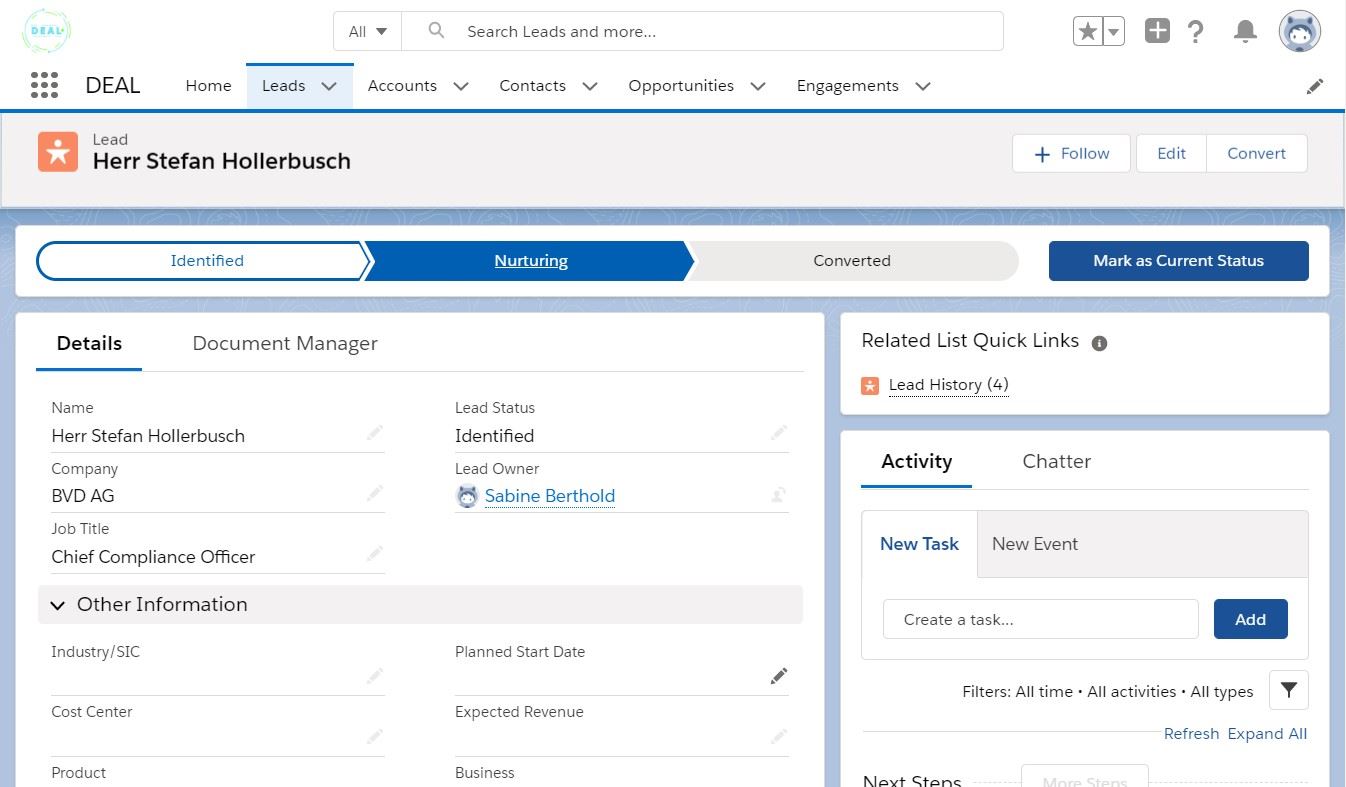 DEAL
All
Search Leads and more...
DEAL
Home
Leads
Accounts
Contacts
Opportunities
Engagements
Lead
Herr Stefan Hollerbusch
Follow
Edit
Convert
Identified
Nurturing
Converted
Mark as Current Status
Details
Document Manager
Name
Herr Stefan Hollerbusch
Company
BVD AG
Job Title
Chief Compliance Officer
Lead Status
Identified
Lead Owner
Sabine Berthold
Other Information
Industry/SIC
Planned Start Date
Cost Center
Expected Revenue
Product
Business
Related List Quick Links
Lead History (4)
Activity
Chatter
New Task
New Event
Create a task...
Add
Filters: All time • All activities • All types
Refresh Expand All
Next Steps
More Steps